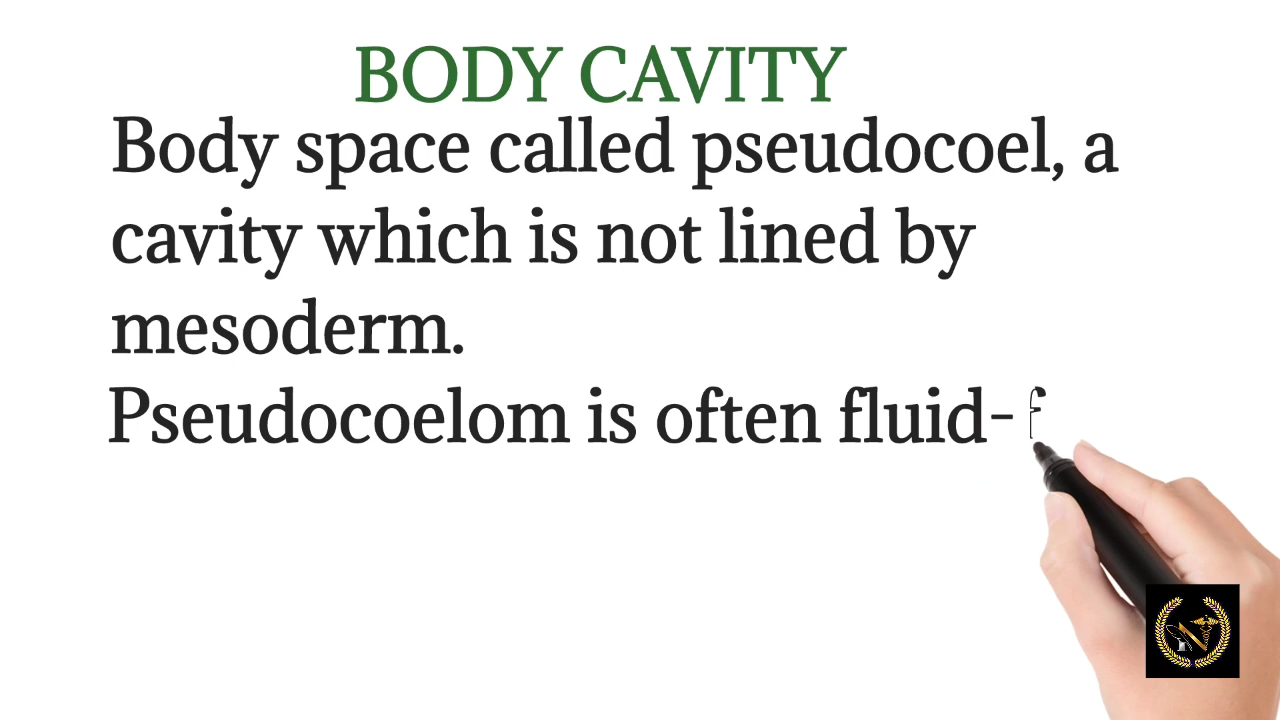 BODY CAVITY
Body space called pseudocoel, a
cavity which is not lined by
mesoderm.
Pseudocoelom is often fluid- f